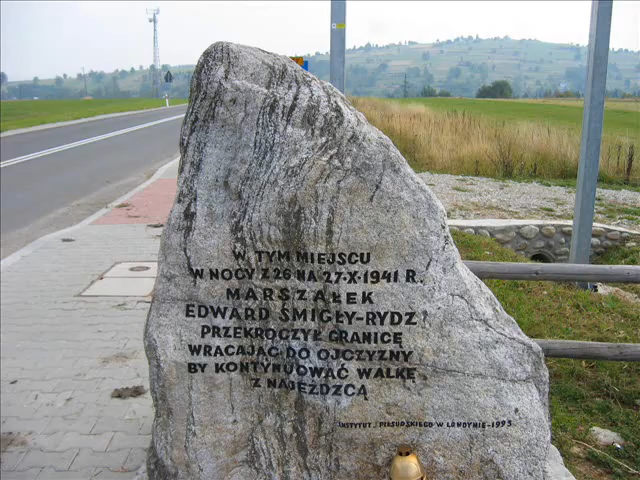 W TYM MIEJSCU
W NOCY Z 26 NA 27-X-1941 R.
MARSZAŁEK
EDWARD ŚMIGŁY-RYDZ
PRZEKROCZYŁ GRANICĘ
WRACAJĄC DO OJCZYZNY
BY KONTYNUOWAĆ WALKĘ
Z NAJEŹDZCĄ
INSTYTUT J. PIŁSUDSKIEGO W LONDYNIE - 1993